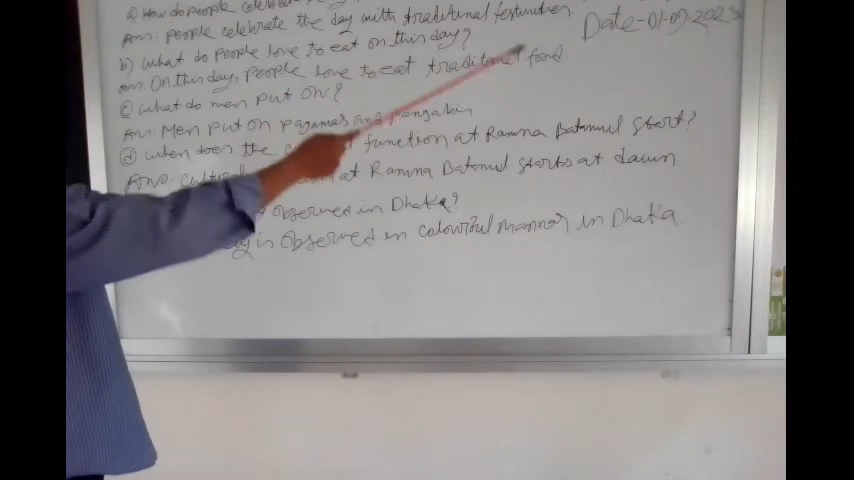 a) How do people celebrate
Ans: People celebrate the day with traditional festivities.
Date-01-09-2025
b) What do people love to eat on this day?
Ans. On this day, People love to eat traditional food.
c) what do men put on?
Ans: Men put on pajamas and panjabi
d) when does the function at Ramna Batamul start?
Ans. at Ramna Batamul starts at dawn
observed in Dhaka?
is observed in colourful manner in Dhaka.